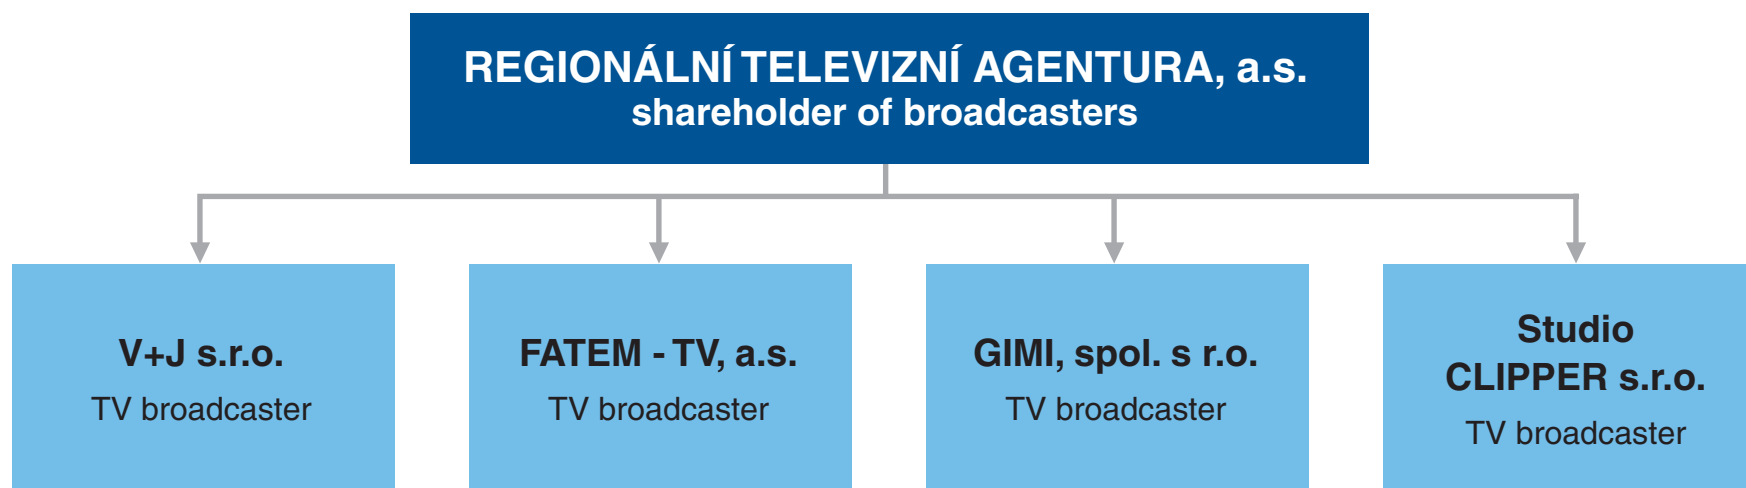 REGIONÁLNÍ TELEVIZNÍ AGENTURA, a.s.
shareholder of broadcasters
V+J s.r.o.
TV broadcaster
FATEM - TV, a.s.
TV broadcaster
GIMI, spol. s r.o.
TV broadcaster
Studio
CLIPPER s.r.o.
TV broadcaster